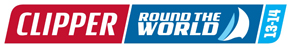 CLIPPER
ROUND THE
WORLD
13-14